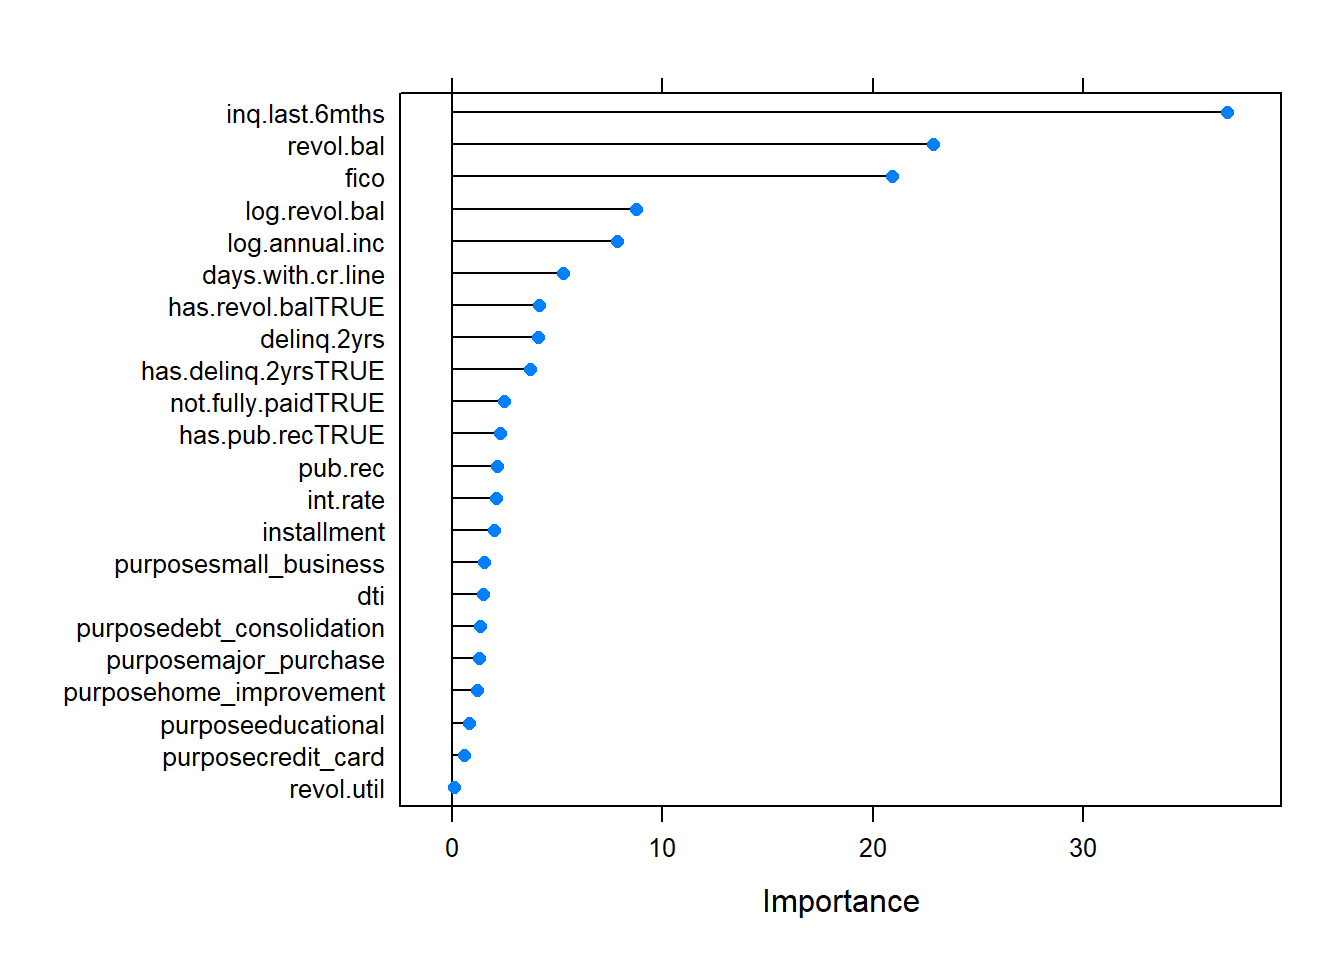 inq.last.6mths
revol.bal
fico
log.revol.bal
log.annual.inc
days.with.cr.line
has.revol.balTRUE
delinq.2yrs
has.delinq.2yrsTRUE
not.fully.paidTRUE
has.pub.recTRUE
pub.rec
int.rate
installment
purposesmall_business
dti
purposedebt_consolidation
purposemajor_purchase
purposehome_improvement
purposeeducational
purposecredit_card
revol.util
0 10 20 30
Importance